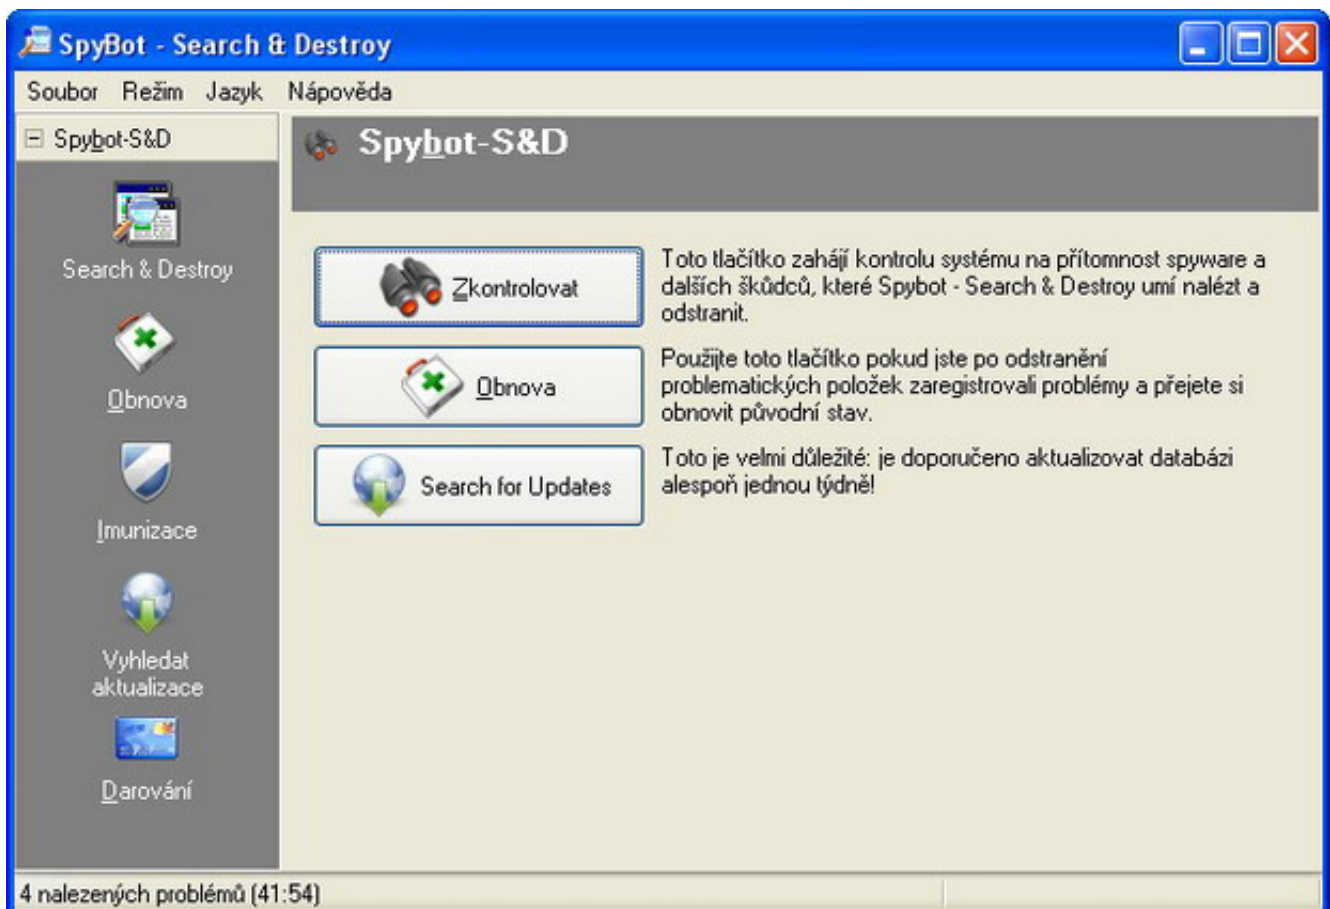 SpyBot - Search & Destroy
Soubor Režim Jazyk Nápověda
Spybot-S&D
Search & Destroy
Obnova
Imunizace
Vyhledat
aktualizace
Darování
Spybot-S&D
Zkontrolovat
Toto tlačítko zahájí kontrolu systému na přítomnost spyware a
dalších škůdců, které Spybot - Search & Destroy umí nalézt a
odstranit.
Obnova
Použijte toto tlačítko pokud jste po odstranění
problematických položek zaregistrovali problémy a přejete si
obnovit původní stav.
Search for Updates
Toto je velmi důležité: je doporučeno aktualizovat databázi
alespoň jednou týdně!
4 nalezených problémů (41:54)